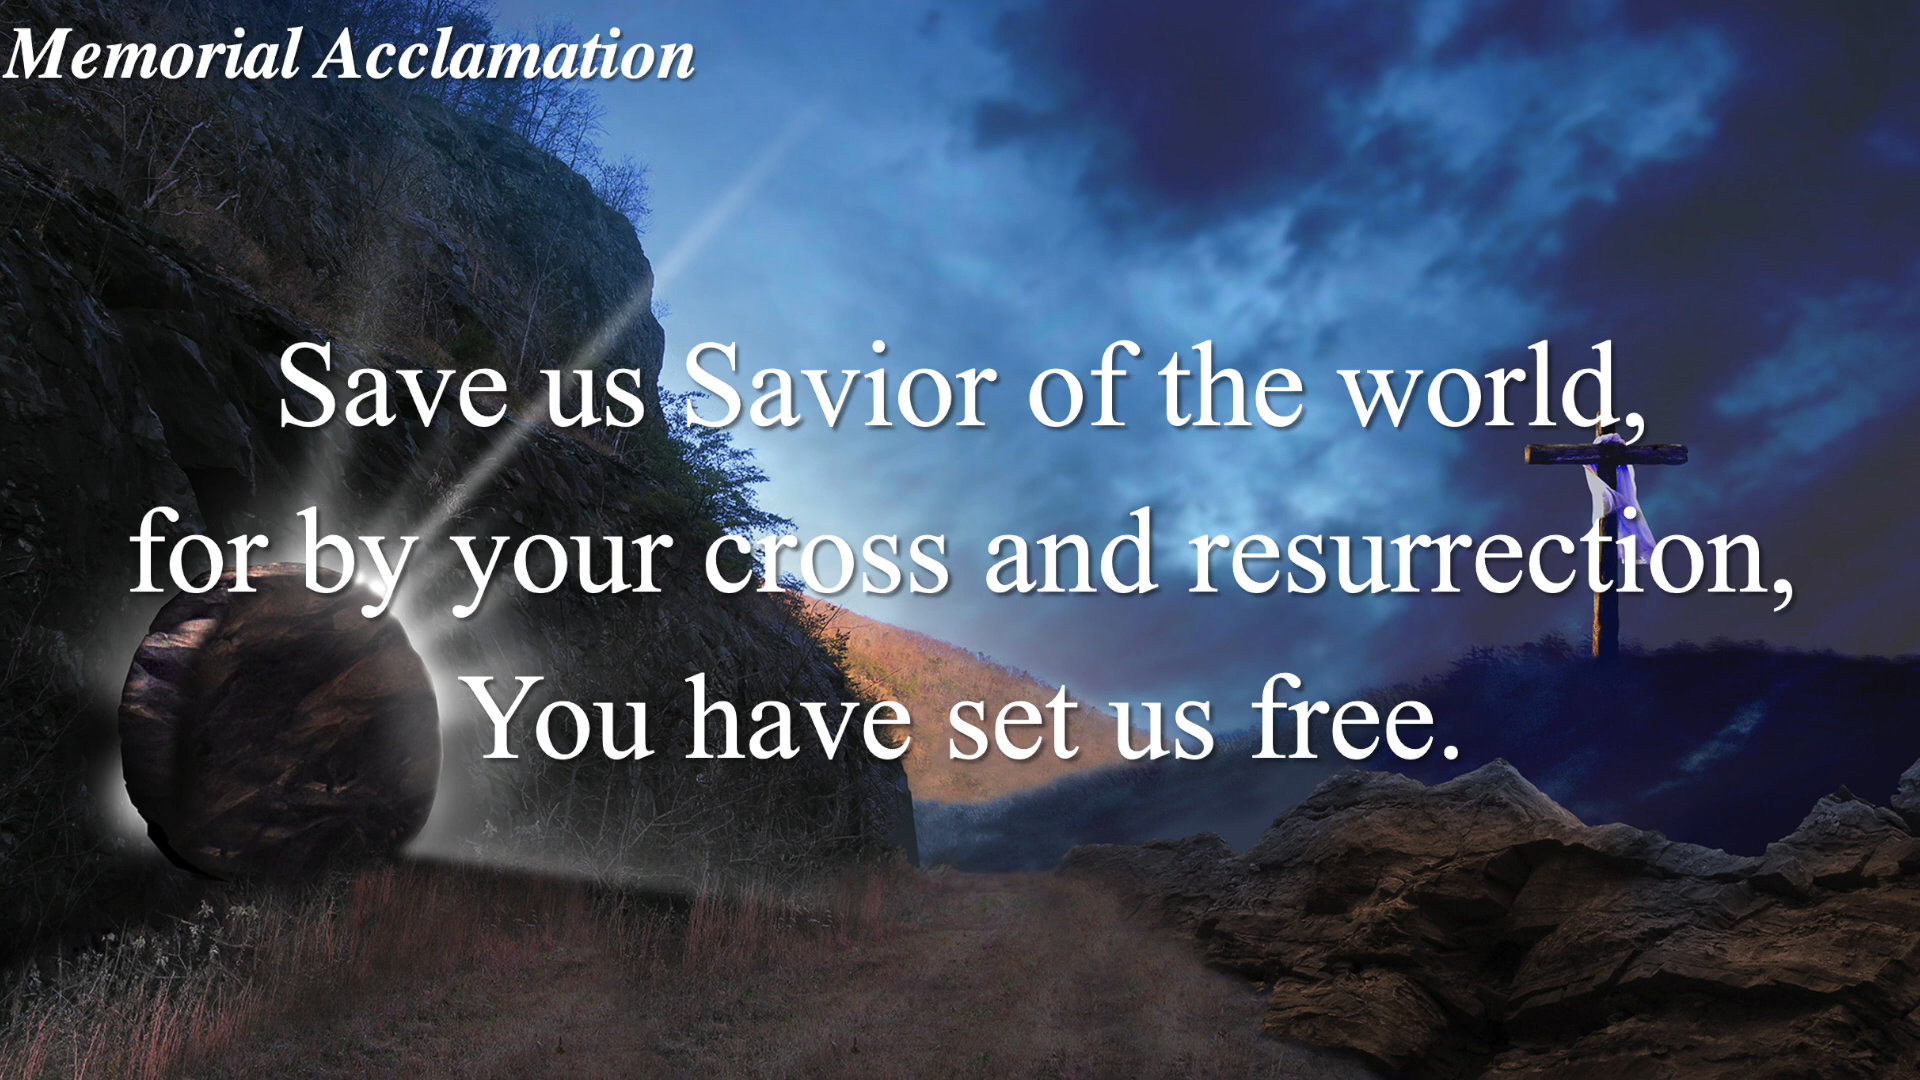 Memorial Acclamation
Save us Savior of the world,
for by your cross and resurrection,
You have set us free.